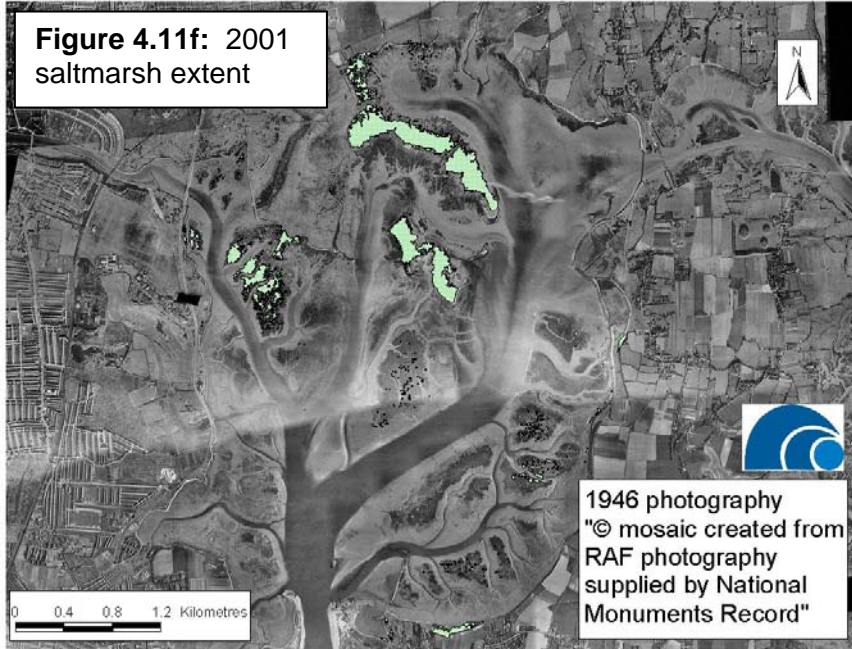 Figure 4.11f: 2001
saltmarsh extent
N
1946 photography
"© mosaic created from
RAF photography
supplied by National
Monuments Record"
0 0.4 0.8 1.2 Kilometres